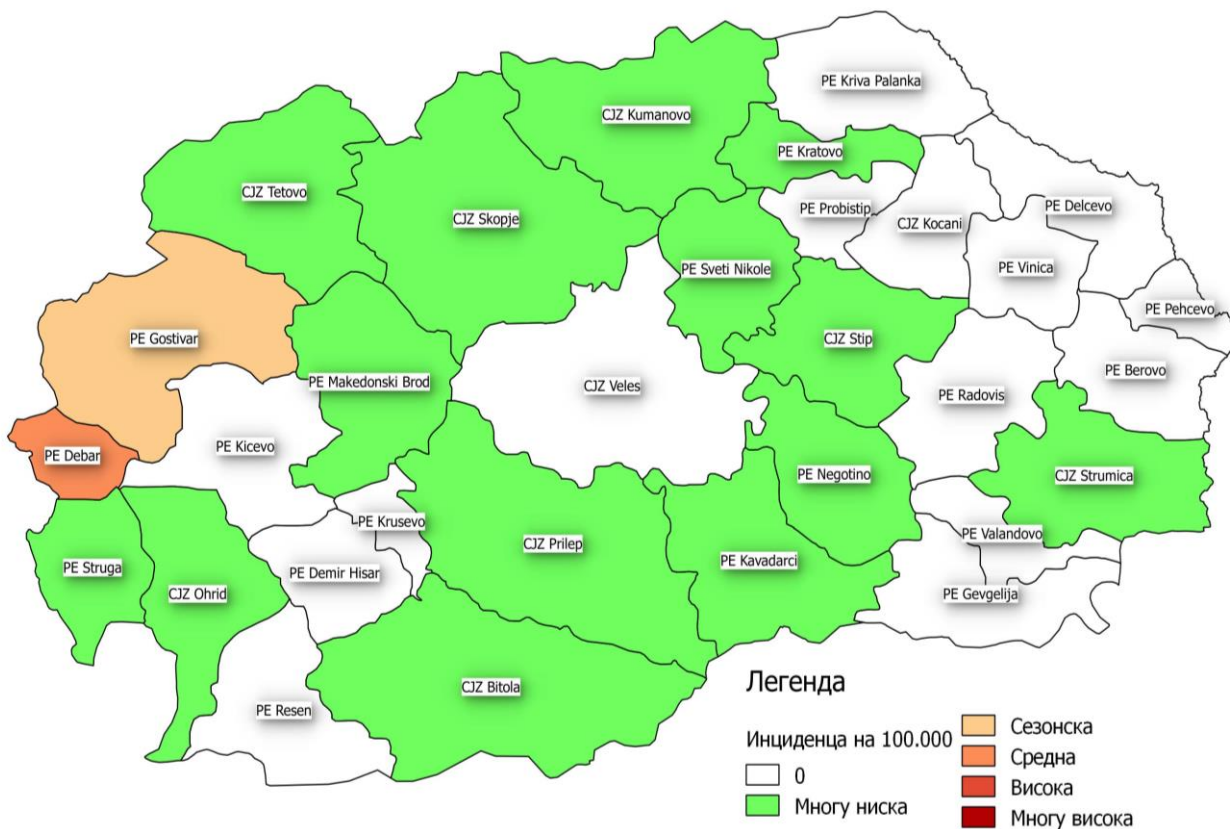 PE Kriva Palanka
CJZ Kumanovo
PE Kratovo
CJZ Tetovo
PE Probistip
PE Delcevo
CJZ Skopje
CJZ Kocani
PE Sveti Nikole
PE Vinica
PE Pehcevo
PE Gostivar
CJZ Stip
PE Makedonski Brod
CJZ Veles
PE Berovo
PE Radovis
PE Kicevo
PE Debar
PE Negotino
CJZ Strumica
PE Krusevo
PE Valandovo
CJZ Prilep
PE Kavadarci
PE Struga
PE Demir Hisar
CJZ Ohrid
PE Gevgelija
CJZ Bitola
PE Resen
Легенда
Инциденца на 100.000
0
Многу ниска
Сезонска
Средна
Висока
Многу висока